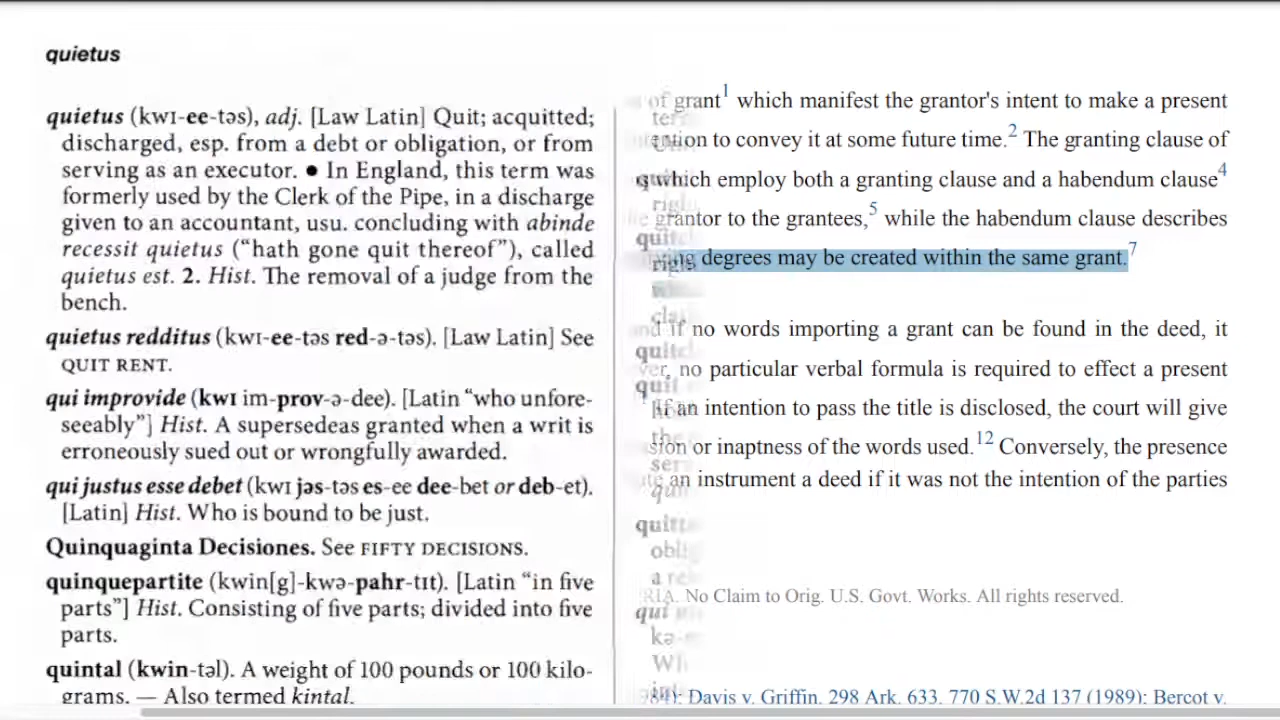 quietus
quietus (kwɪ-ee-təs), adj. [Law Latin] Quit; acquitted;
discharged, esp. from a debt or obligation, or from
serving as an executor. ● In England, this term was
formerly used by the Clerk of the Pipe, in a discharge
given to an accountant, usu. concluding with abinde
recessit quietus (“hath gone quit thereof”), called
quietus est. 2. Hist. The removal of a judge from the
bench.
quietus redditus (kwɪ-ee-təs red-ə-təs). [Law Latin] See
QUIT RENT.
qui improvide (kwɪ im-prov-ə-dee). [Latin “who unfore-
seeably”] Hist. A supersedeas granted when a writ is
erroneously sued out or wrongfully awarded.
qui justus esse debet (kwɪ jəs-təs es-ee dee-bet or deb-et).
[Latin] Hist. Who is bound to be just.
Quinquaginta Decisiones. See FIFTY DECISIONS.
quinquepartite (kwin[g]-kwə-pahr-tɪt). [Latin “in five
parts”] Hist. Consisting of five parts; divided into five
parts.
quintal (kwin-təl). A weight of 100 pounds or 100 kilo-
grams. — Also termed kintal.
of grant1 which manifest the grantor's intent to make a present
to convey it at some future time.2 The granting clause of
which employ both a granting clause and a habendum clause4
grantor to the grantees,5 while the habendum clause describes
degrees may be created within the same grant.7
if no words importing a grant can be found in the deed, it
no particular verbal formula is required to effect a present
If an intention to pass the title is disclosed, the court will give
or inaptness of the words used.12 Conversely, the presence
an instrument a deed if it was not the intention of the parties
No Claim to Orig. U.S. Govt. Works. All rights reserved.
Davis v. Griffin, 298 Ark. 633, 770 S.W.2d 137 (1989); Bercot v.